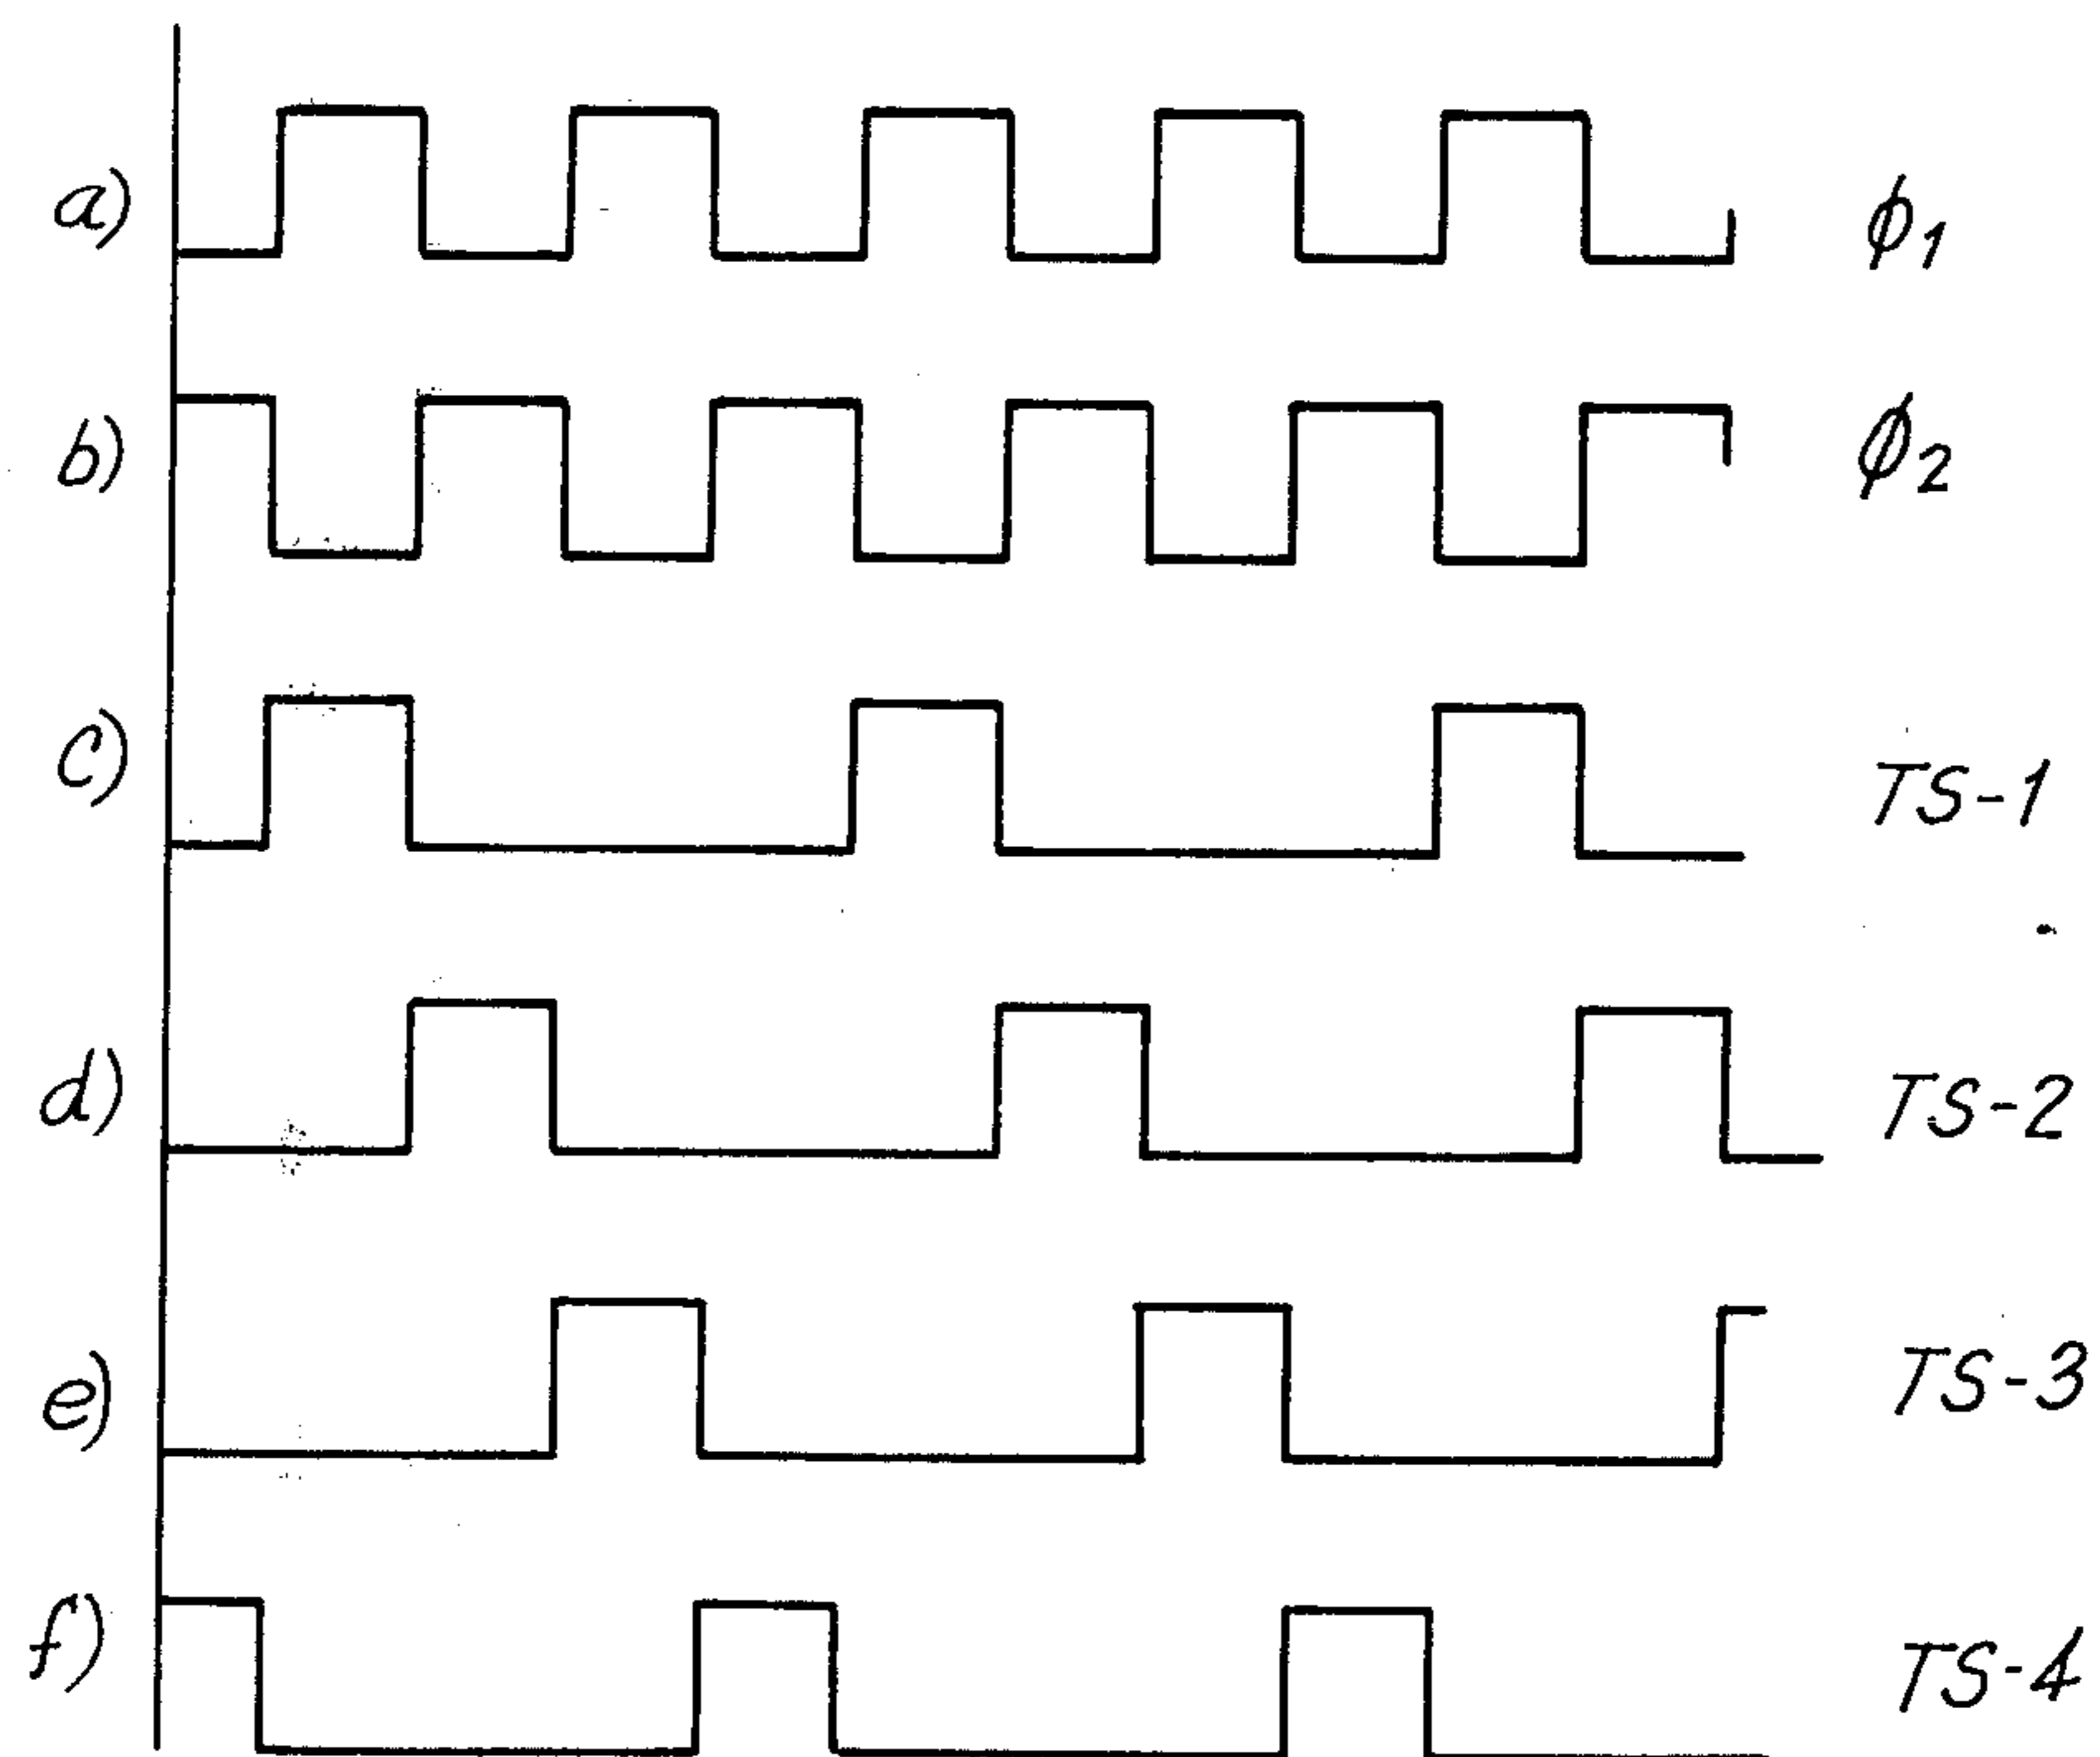 a) ϕ1
b) ϕ2
c) TS-1
d) TS-2
e) TS-3
f) TS-4